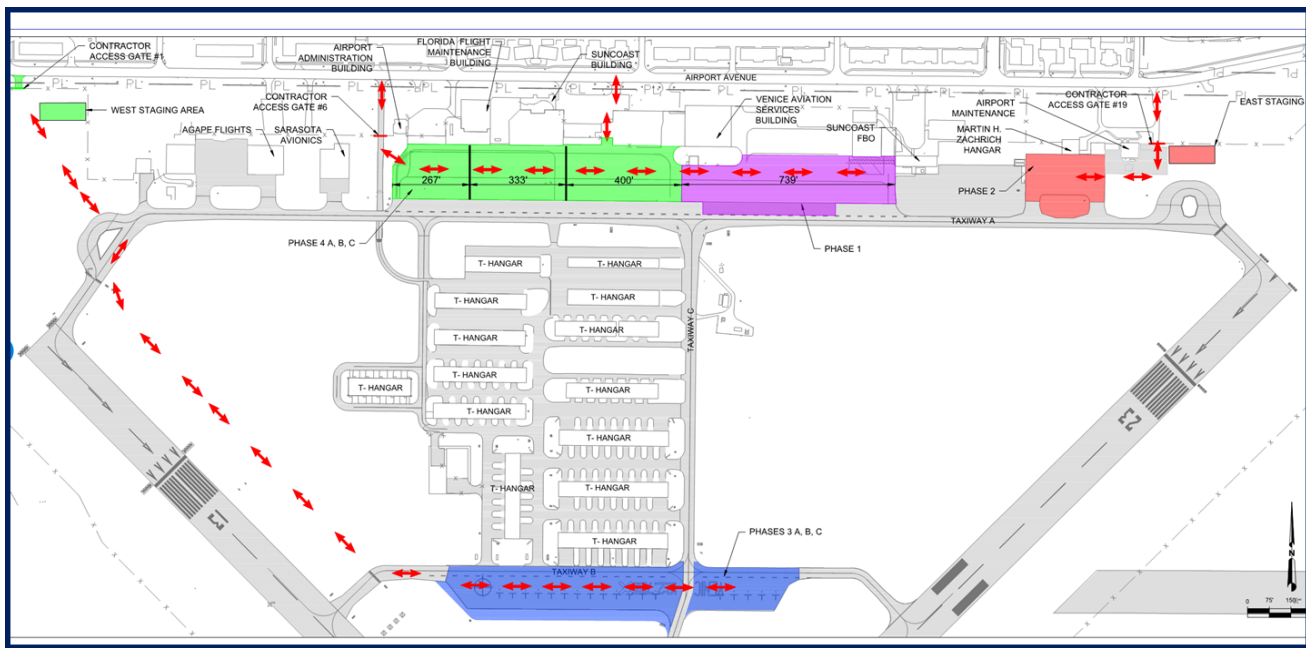 CONTRACTOR
ACCESS GATE #1
AIRPORT
ADMINISTRATION
BUILDING
FLORIDA FLIGHT
MAINTENANCE
BUILDING
SUNCOAST
BUILDING
AIRPORT AVENUE
PL PL PL
WEST STAGING AREA
CONTRACTOR
ACCESS GATE #6
AGAPE FLIGHTS
SARASOTA
AVIONICS
VENICE AVIATION
SERVICES
BUILDING
SUNCOAST
FBO
AIRPORT
MAINTENANCE
CONTRACTOR
ACCESS GATE #19
MARTIN H.
ZACHRICH
HANGAR
EAST STAGING
PHASE 2
267' 333' 400' 739'
TAXIWAY A
PHASE 4 A, B, C
PHASE 1
T- HANGAR
T- HANGAR
T- HANGAR
T- HANGAR
T- HANGAR
T- HANGAR
TAXIWAY C
T- HANGAR
T- HANGAR
T- HANGAR
T- HANGAR
T- HANGAR
T- HANGAR
T- HANGAR
T- HANGAR
23
13
PHASES 3 A, B, C
TAXIWAY B
N
0 75' 150'